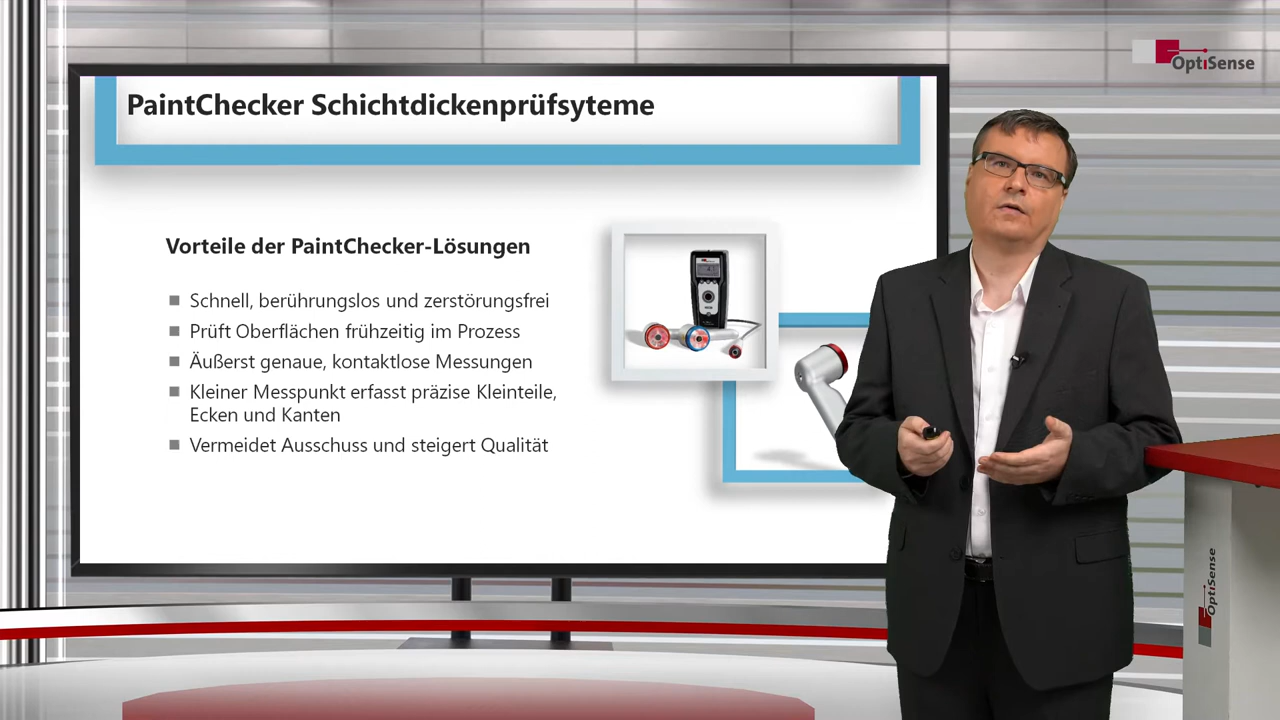 OptiSense
PaintChecker Schichtdickenprüfsyteme
Vorteile der PaintChecker-Lösungen
Schnell, berührungslos und zerstörungsfrei
Prüft Oberflächen frühzeitig im Prozess
Äußerst genaue, kontaktlose Messungen
Kleiner Messpunkt erfasst präzise Kleinteile,
Ecken und Kanten
Vermeidet Ausschuss und steigert Qualität
OptiSense